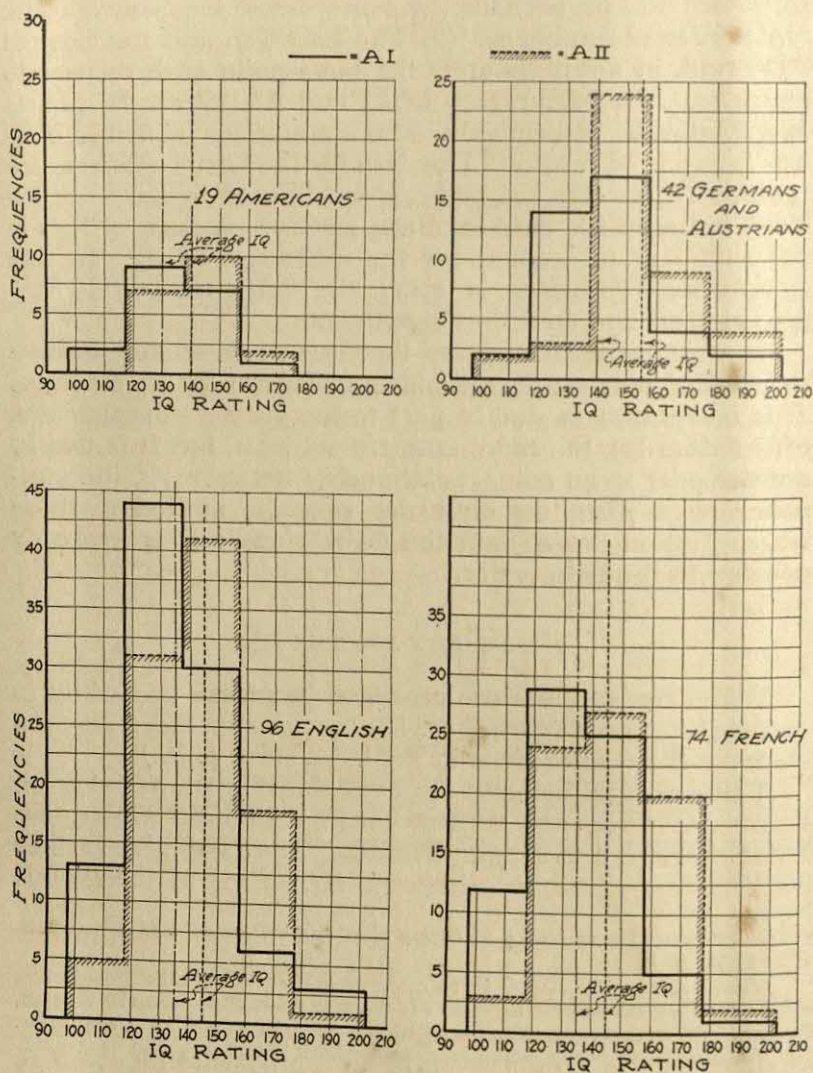 30
25
20
15
10
5
0
FREQUENCIES
= A I
= A II
19 AMERICANS
Average IQ
90 100 110 120 130 140 150 160 170 180 190 200 210
IQ RATING
25
20
15
10
5
0
42 GERMANS
AND
AUSTRIANS
Average IQ
90 100 110 120 130 140 150 160 170 180 190 200 210
IQ RATING
45
40
35
30
25
20
15
10
5
0
FREQUENCIES
96 ENGLISH
Average IQ
90 100 110 120 130 140 150 160 170 180 190 200 210
IQ RATING
35
30
25
20
15
10
5
0
74 FRENCH
Average IQ
90 100 110 120 130 140 150 160 170 180 190 200 210
IQ RATING